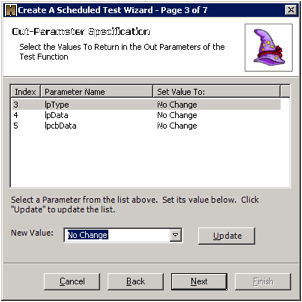 Create A Scheduled Test Wizard - Page 3 of 7
Out-Parameter Specification
Select the Values To Return in the Out Parameters of the
Test Function
Index Parameter Name Set Value To:
3 lpType No Change
4 lpData No Change
5 lpcbData No Change
Select a Parameter from the list above. Set its value below. Click
"Update" to update the list.
New Value: No Change Update
Cancel Back Next Finish